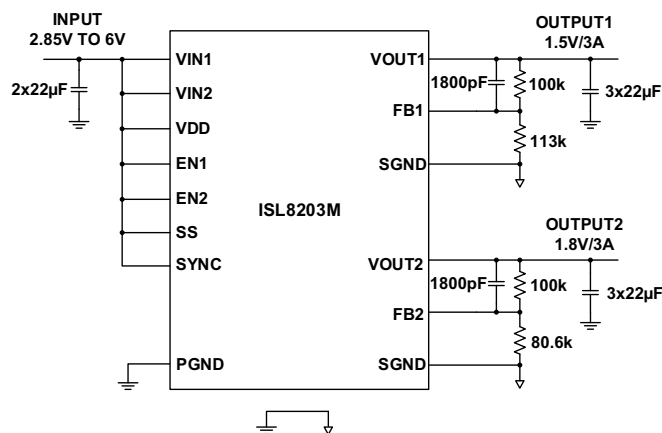 INPUT
2.85V TO 6V
2x22µF
VIN1
VIN2
VDD
EN1
EN2
SS
SYNC
PGND
ISL8203M
VOUT1
FB1
SGND
VOUT2
FB2
SGND
OUTPUT1
1.5V/3A
1800pF
100k
3x22µF
113k
OUTPUT2
1.8V/3A
1800pF
100k
3x22µF
80.6k